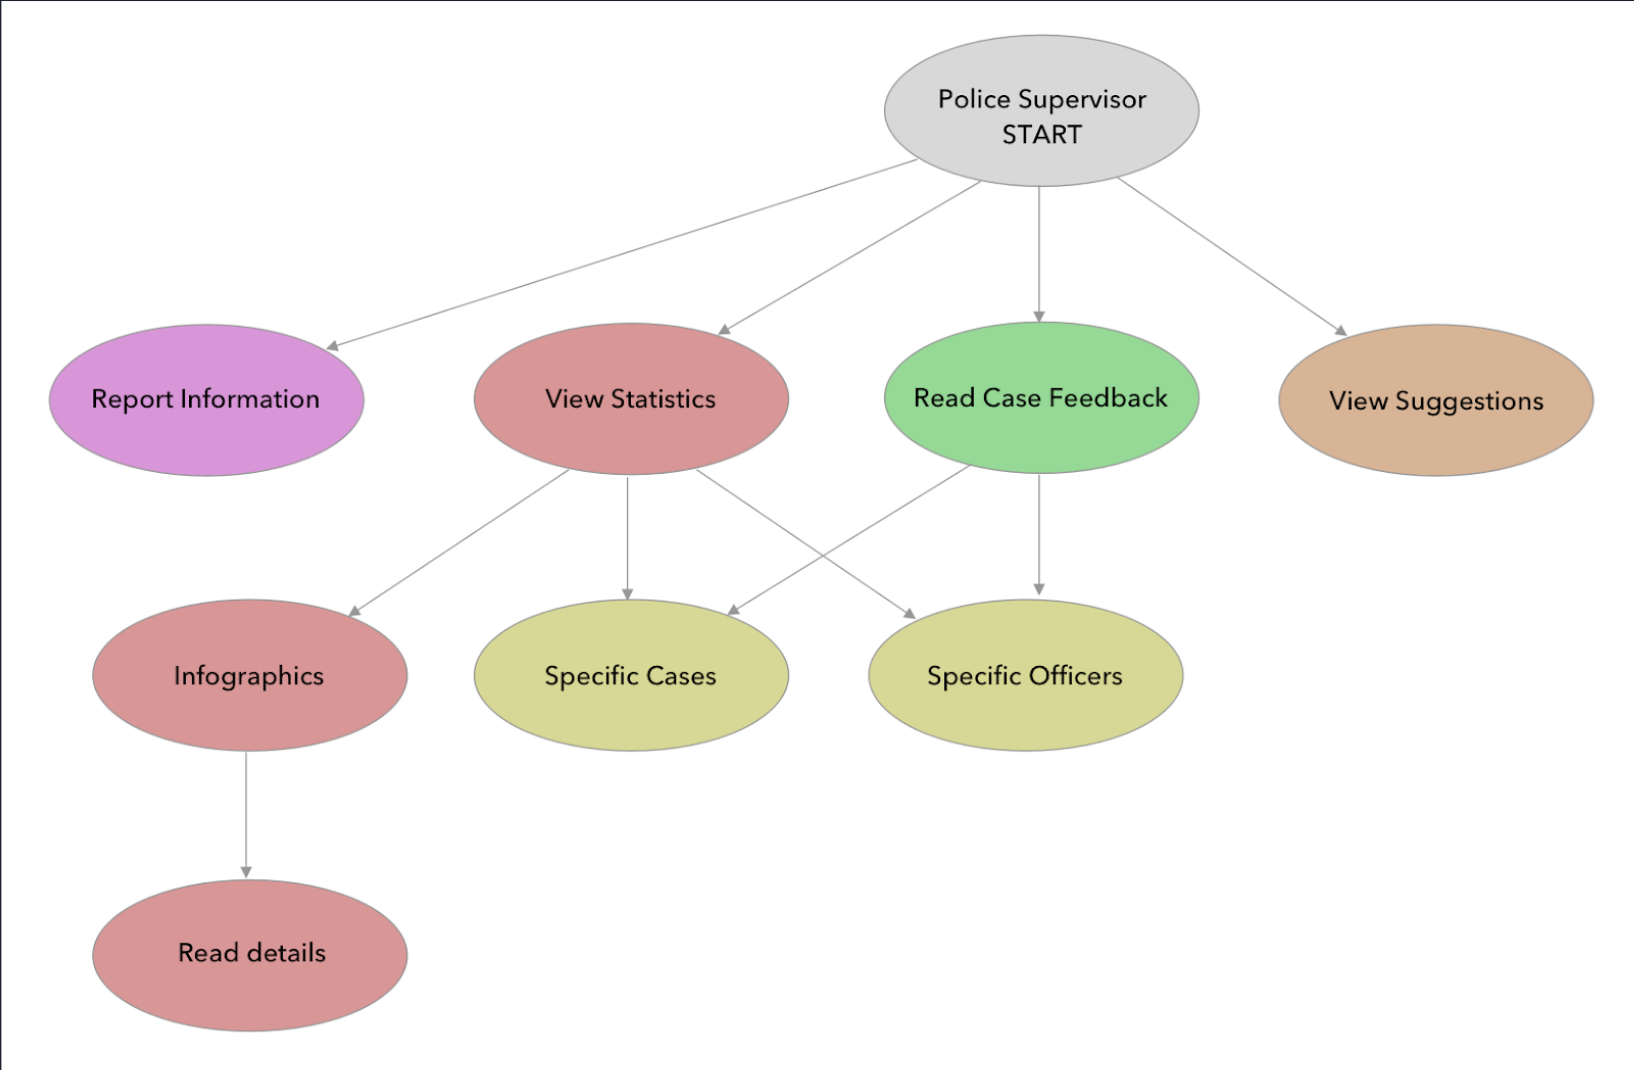 Police Supervisor
START
Report Information
View Statistics
Read Case Feedback
View Suggestions
Infographics
Specific Cases
Specific Officers
Read details